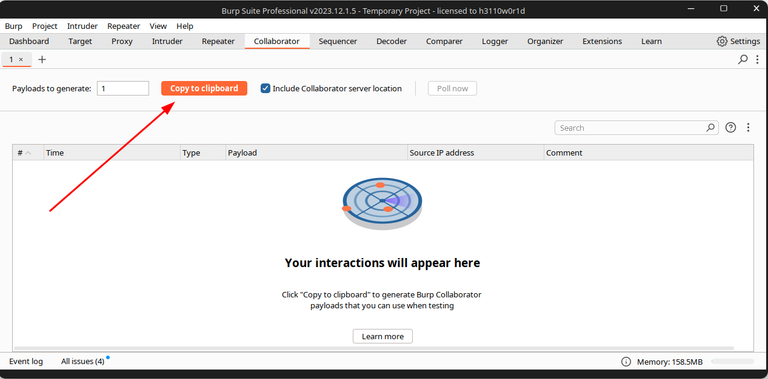 Burp Suite Professional v2023.12.1.5 - Temporary Project - licensed to h3110w0r1d
Burp Project Intruder Repeater View Help
Dashboard Target Proxy Intruder Repeater Collaborator Sequencer Decoder Comparer Logger Organizer Extensions Learn Settings
1 × +
Payloads to generate: 1 Copy to clipboard Include Collaborator server location Poll now
Search
# Time Type Payload Source IP address Comment
Your interactions will appear here
Click "Copy to clipboard" to generate Burp Collaborator
payloads that you can use when testing
Learn more
Event log All issues (4) Memory: 158.5MB